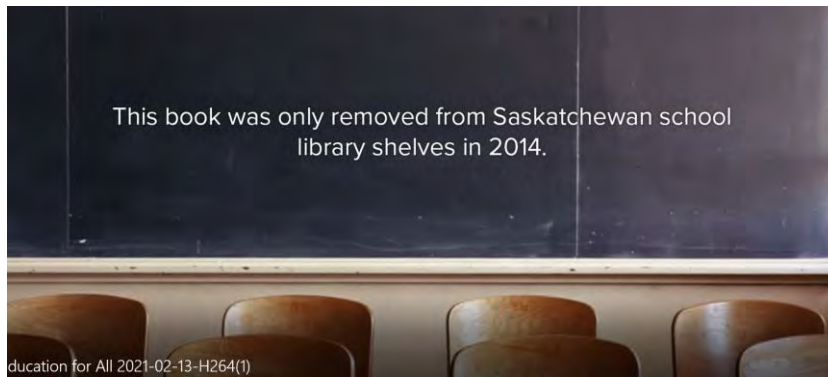 This book was only removed from Saskatchewan school
library shelves in 2014.
ducation for All 2021-02-13-H264(1)